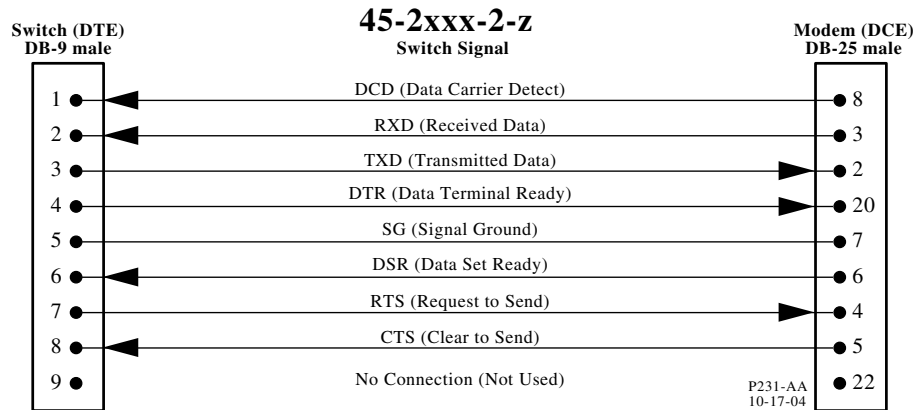 45-2xxx-2-z
Switch (DTE)
DB-9 male
Switch Signal
Modem (DCE)
DB-25 male
1 DCD (Data Carrier Detect) 8
2 RXD (Received Data) 3
3 TXD (Transmitted Data) 2
4 DTR (Data Terminal Ready) 20
5 SG (Signal Ground) 7
6 DSR (Data Set Ready) 6
7 RTS (Request to Send) 4
8 CTS (Clear to Send) 5
9 No Connection (Not Used) 22
P231-AA
10-17-04